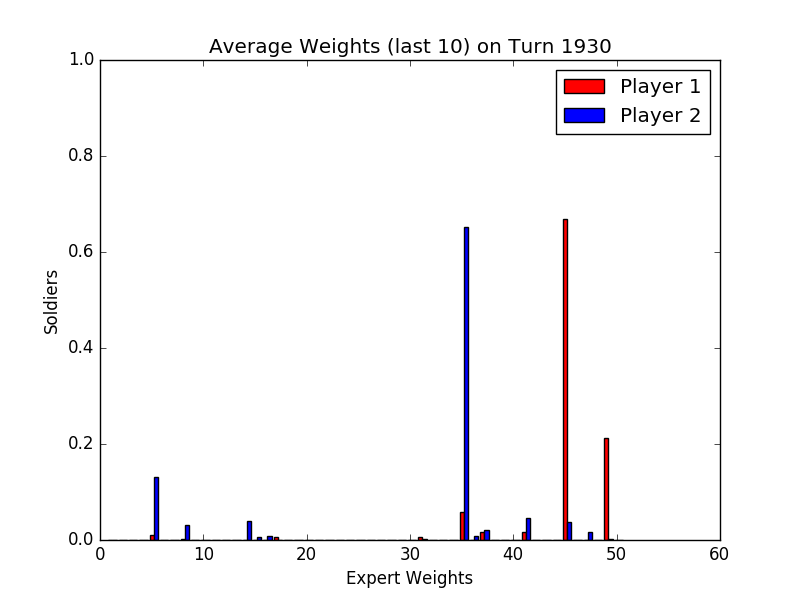 Average Weights (last 10) on Turn 1930
1.0
0.8
0.6
0.4
0.2
0.0
Soldiers
Player 1
Player 2
0 10 20 30 40 50 60
Expert Weights